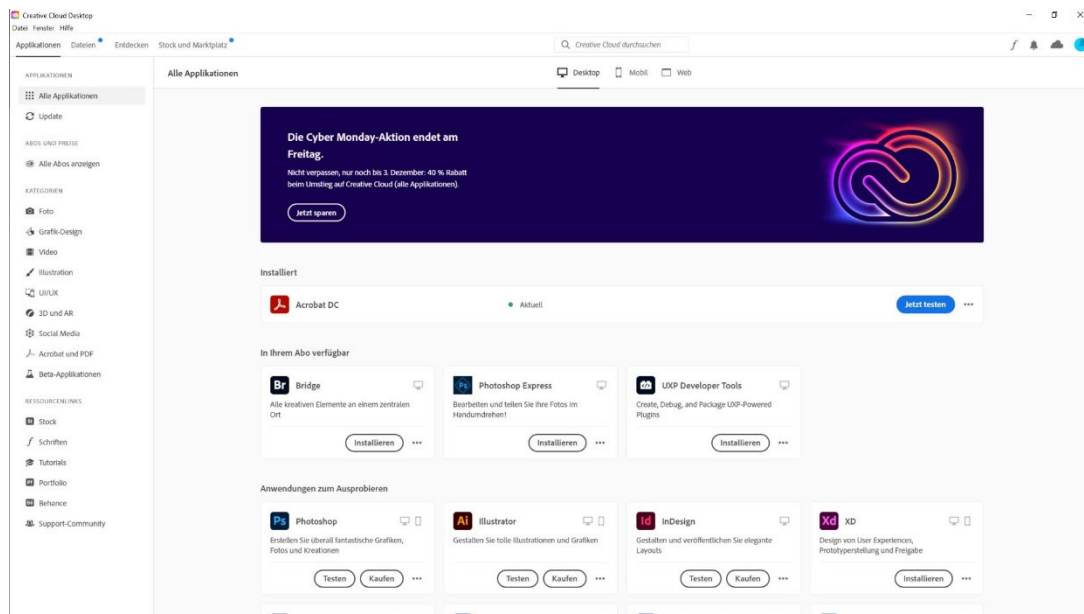 Creative Cloud Desktop
Datei Fenster Hilfe
Applikationen Dateien Entdecken Stock und Marktplatz
Creative Cloud durchsuchen
APPLIKATIONEN
Alle Applikationen
Update
ABOS UND PREISE
Alle Abos anzeigen
KATEGORIEN
Foto
Grafik-Design
Video
Illustration
UI/UX
3D und AR
Social Media
Acrobat und PDF
Beta-Applikationen
RESSOURCENLINKS
Stock
Schriften
Tutorials
Portfolio
Behance
Support-Community
Alle Applikationen
Desktop Mobil Web
Die Cyber Monday-Aktion endet am
Freitag.
Nicht verpassen, nur noch bis 3. Dezember: 40 % Rabatt
beim Umstieg auf Creative Cloud (alle Applikationen).
Jetzt sparen
Installiert
Acrobat DC Aktuell Jetzt testen
In Ihrem Abo verfügbar
Br Bridge
Alle kreativen Elemente an einem zentralen
Ort
Installieren
Ps Photoshop Express
Bearbeiten und teilen Sie Ihre Fotos im
Handumdrehen!
Installieren
UXP Developer Tools
Create, Debug, and Package UXP-Powered
Plugins
Installieren
Anwendungen zum Ausprobieren
Ps Photoshop
Erstellen Sie überall fantastische Grafiken,
Fotos und Kreationen
Testen Kaufen
Ai Illustrator
Gestalten Sie tolle Illustrationen und Grafiken
Testen Kaufen
Id InDesign
Gestalten und veröffentlichen Sie elegante
Layouts
Testen Kaufen
Xd XD
Design von User Experiences,
Prototyperstellung und Freigabe
Installieren